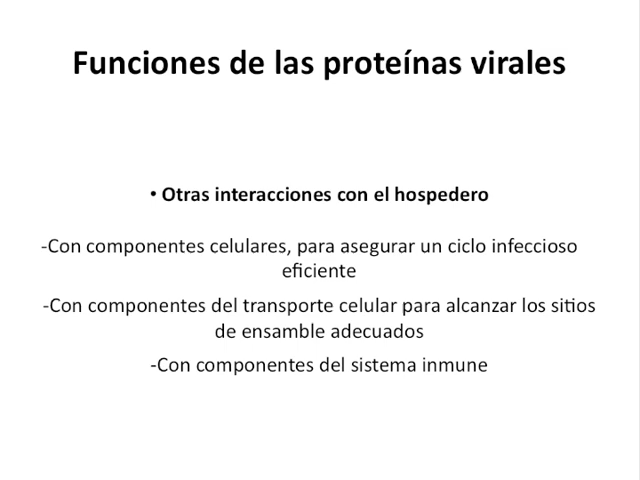 Funciones de las proteínas virales
• Otras interacciones con el hospedero
-Con componentes celulares, para asegurar un ciclo infeccioso
eficiente
-Con componentes del transporte celular para alcanzar los sitios
de ensamble adecuados
-Con componentes del sistema inmune